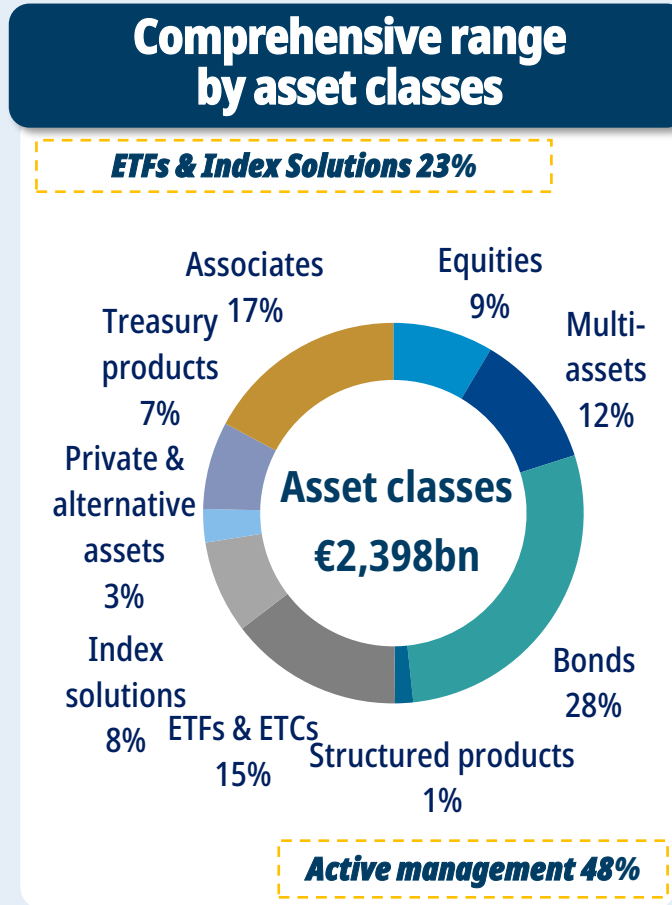 Comprehensive range
by asset classes
ETFs & Index Solutions 23%
Associates
17%
Equities
9%
Treasury
products
7%
Multi-
assets
12%
Private &
alternative
assets
3%
Asset classes
€2,398bn
Index
solutions
8%
Bonds
28%
ETFs & ETCs
15%
Structured products
1%
Active management 48%